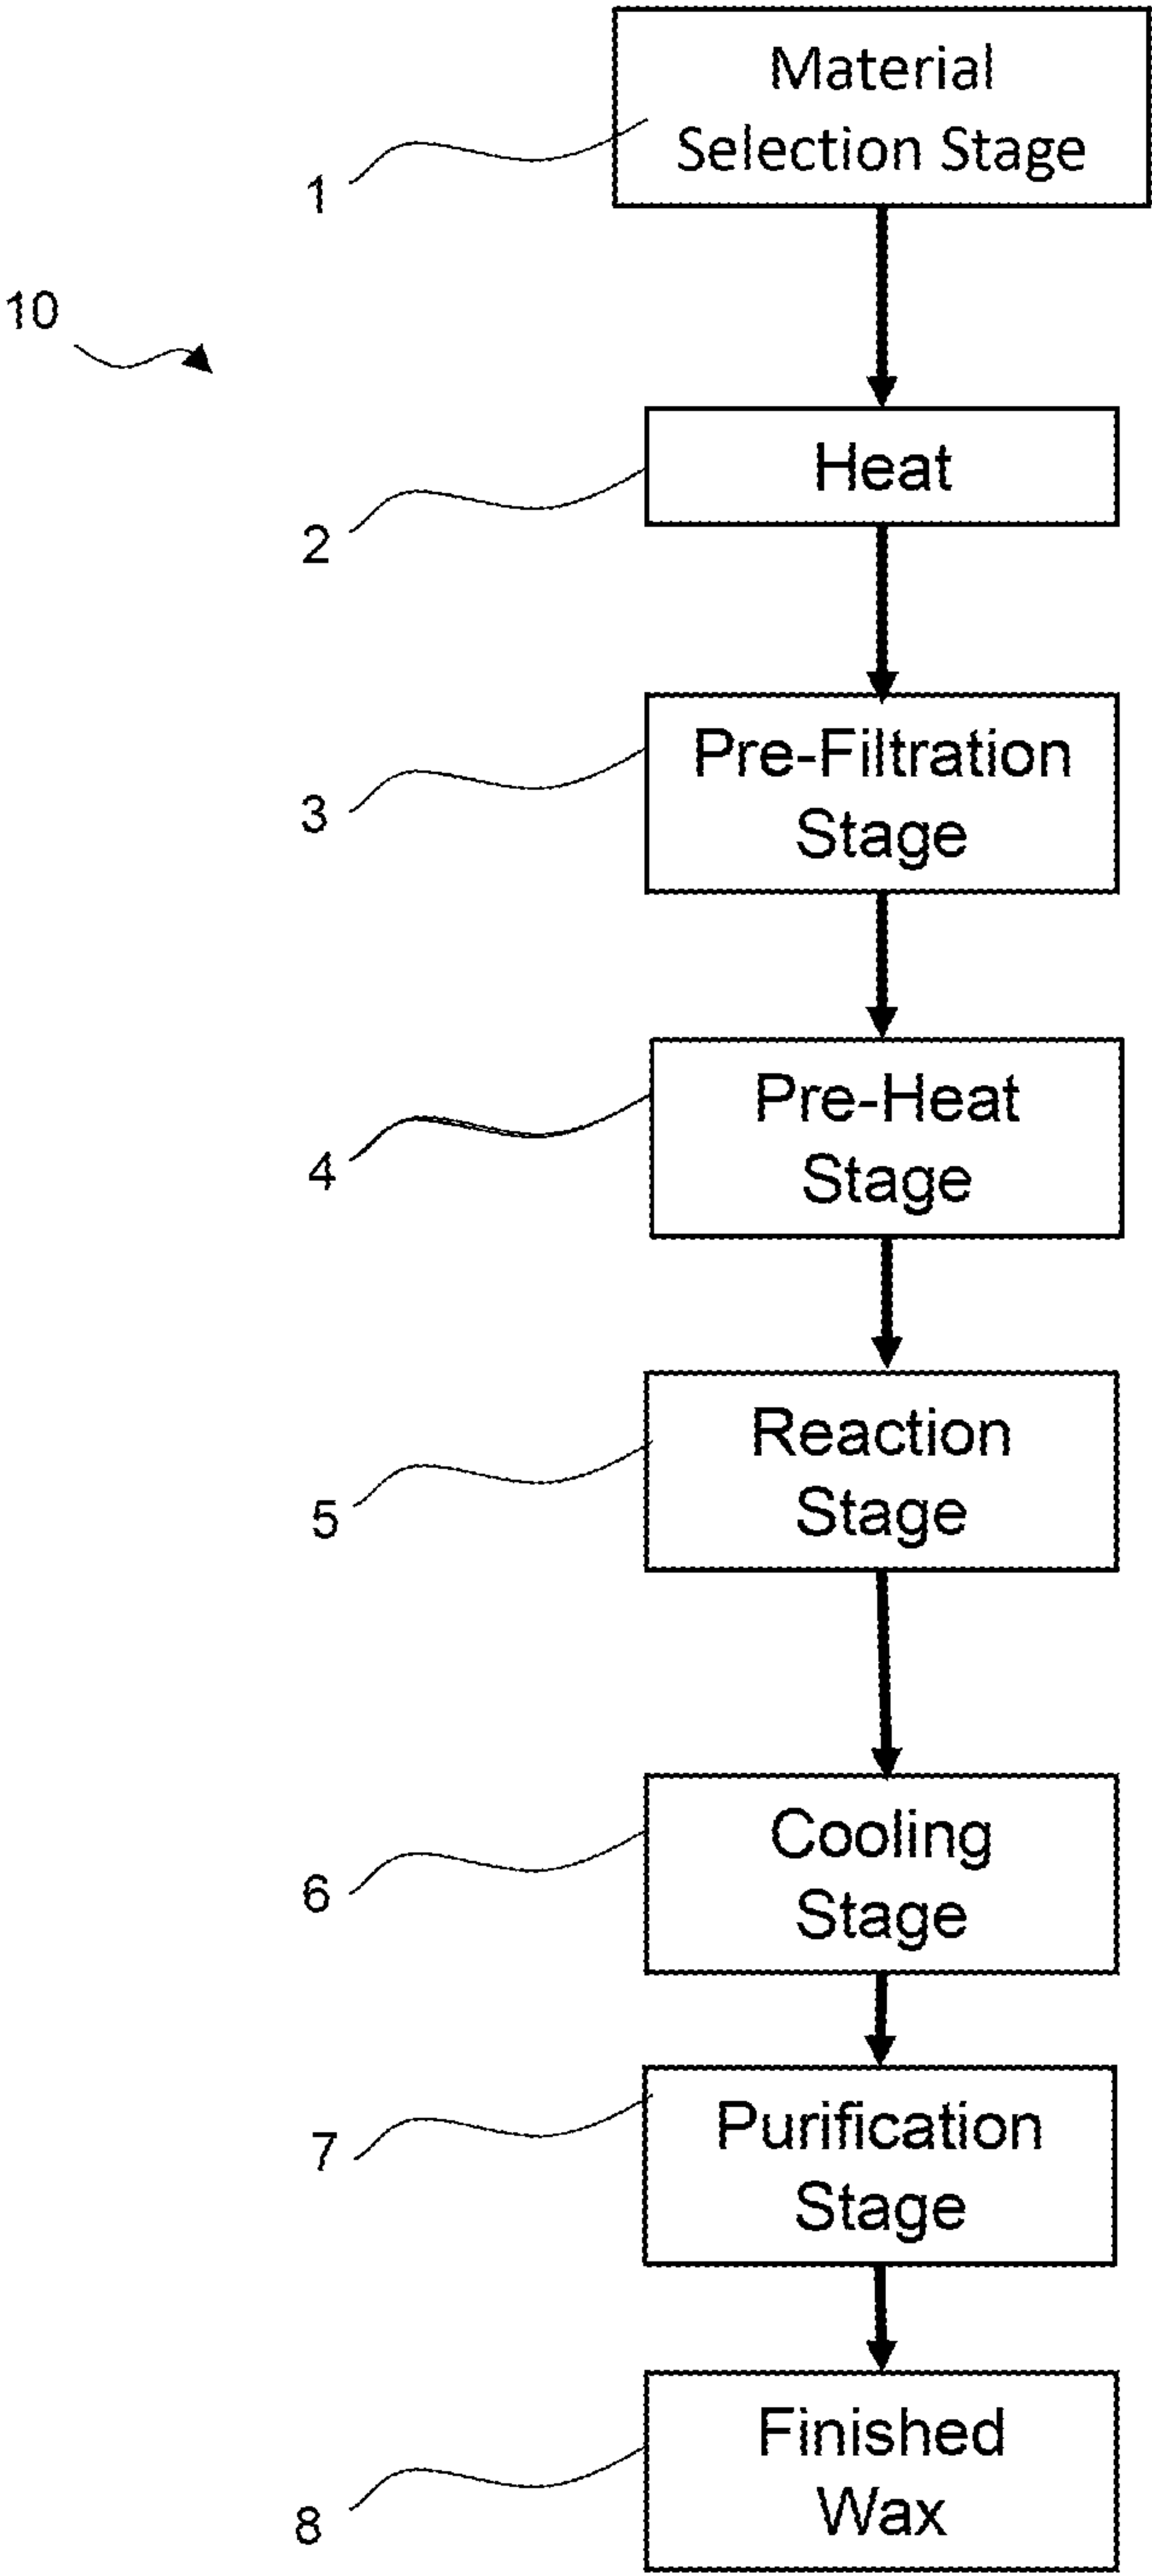 Material
Selection Stage
1
10
Heat
2
Pre-Filtration
Stage
3
Pre-Heat
Stage
4
Reaction
Stage
5
Cooling
Stage
6
Purification
Stage
7
Finished
Wax
8